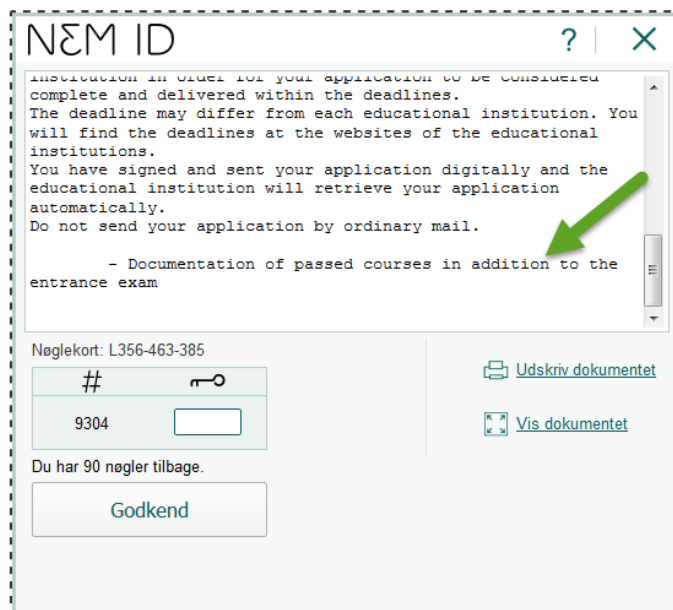 NEM ID
?
institution in order for your application to be considered
complete and delivered within the deadlines.
The deadline may differ from each educational institution. You
will find the deadlines at the websites of the educational
institutions.
You have signed and sent your application digitally and the
educational institution will retrieve your application
automatically.
Do not send your application by ordinary mail.
- Documentation of passed courses in addition to the
entrance exam
Nøglekort: L356-463-385
#
9304
Du har 90 nøgler tilbage.
Godkend
Udskriv dokumentet
Vis dokumentet